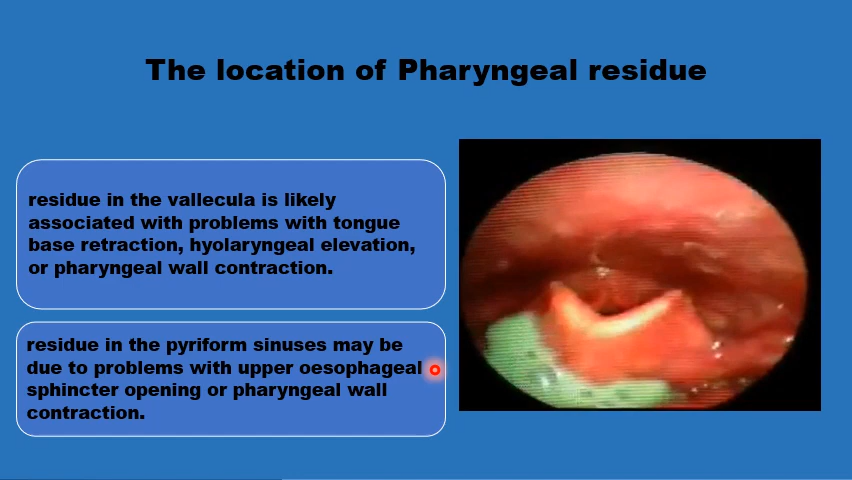 The location of Pharyngeal residue
residue in the vallecula is likely
associated with problems with tongue
base retraction, hyolaryngeal elevation,
or pharyngeal wall contraction.
residue in the pyriform sinuses may be
due to problems with upper oesophageal
sphincter opening or pharyngeal wall
contraction.